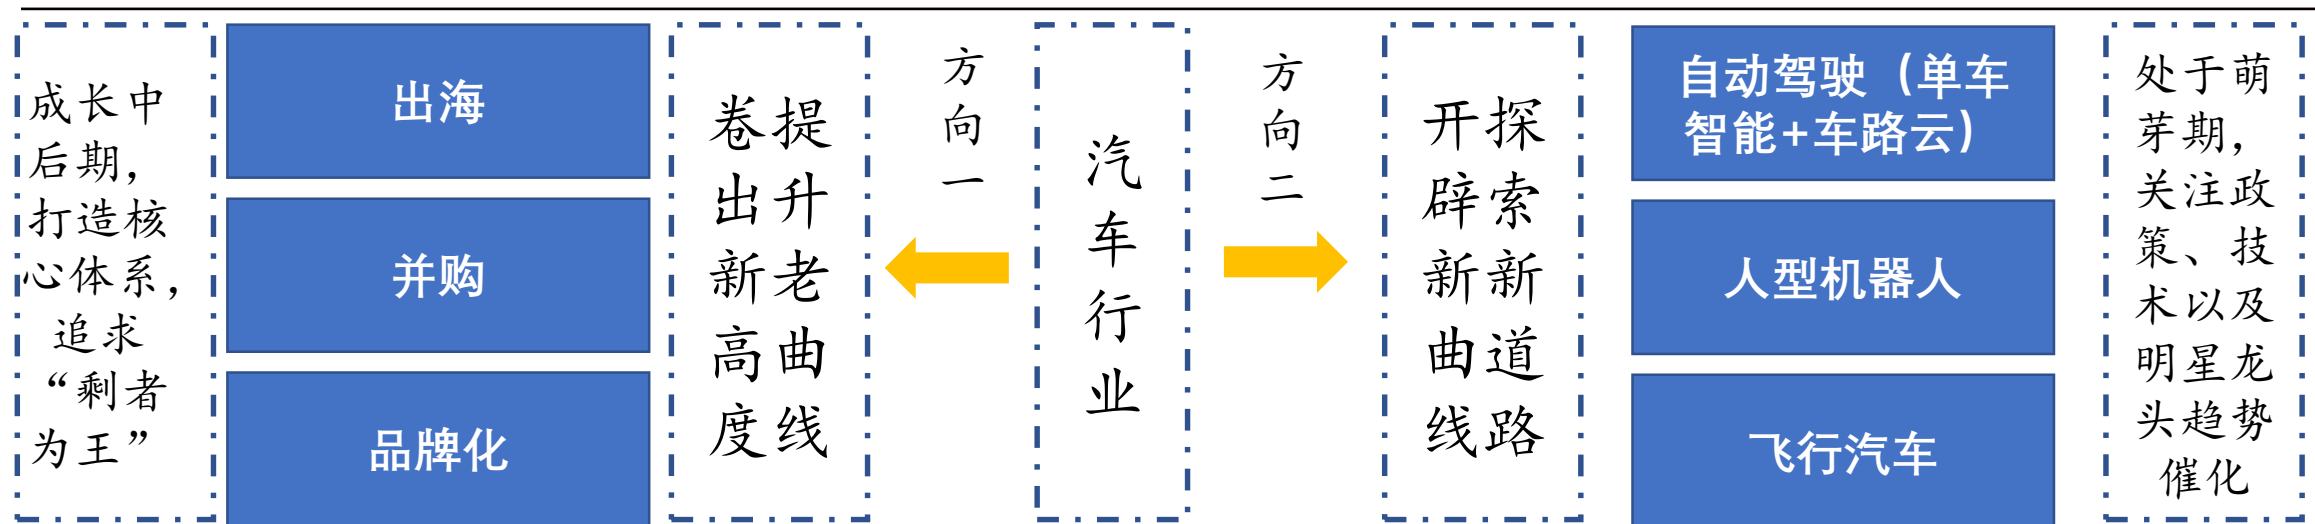 成长中
后期，
打造核
心体系，
追求
“剩者
为王”
出海
并购
品牌化
卷出新高度
提升老曲线
方向一
汽车行业
方向二
开辟新曲线
探索新道路
自动驾驶（单车
智能+车路云）
人型机器人
飞行汽车
处于萌
芽期，
关注政
策、技
术以及
明星龙
头趋势
催化